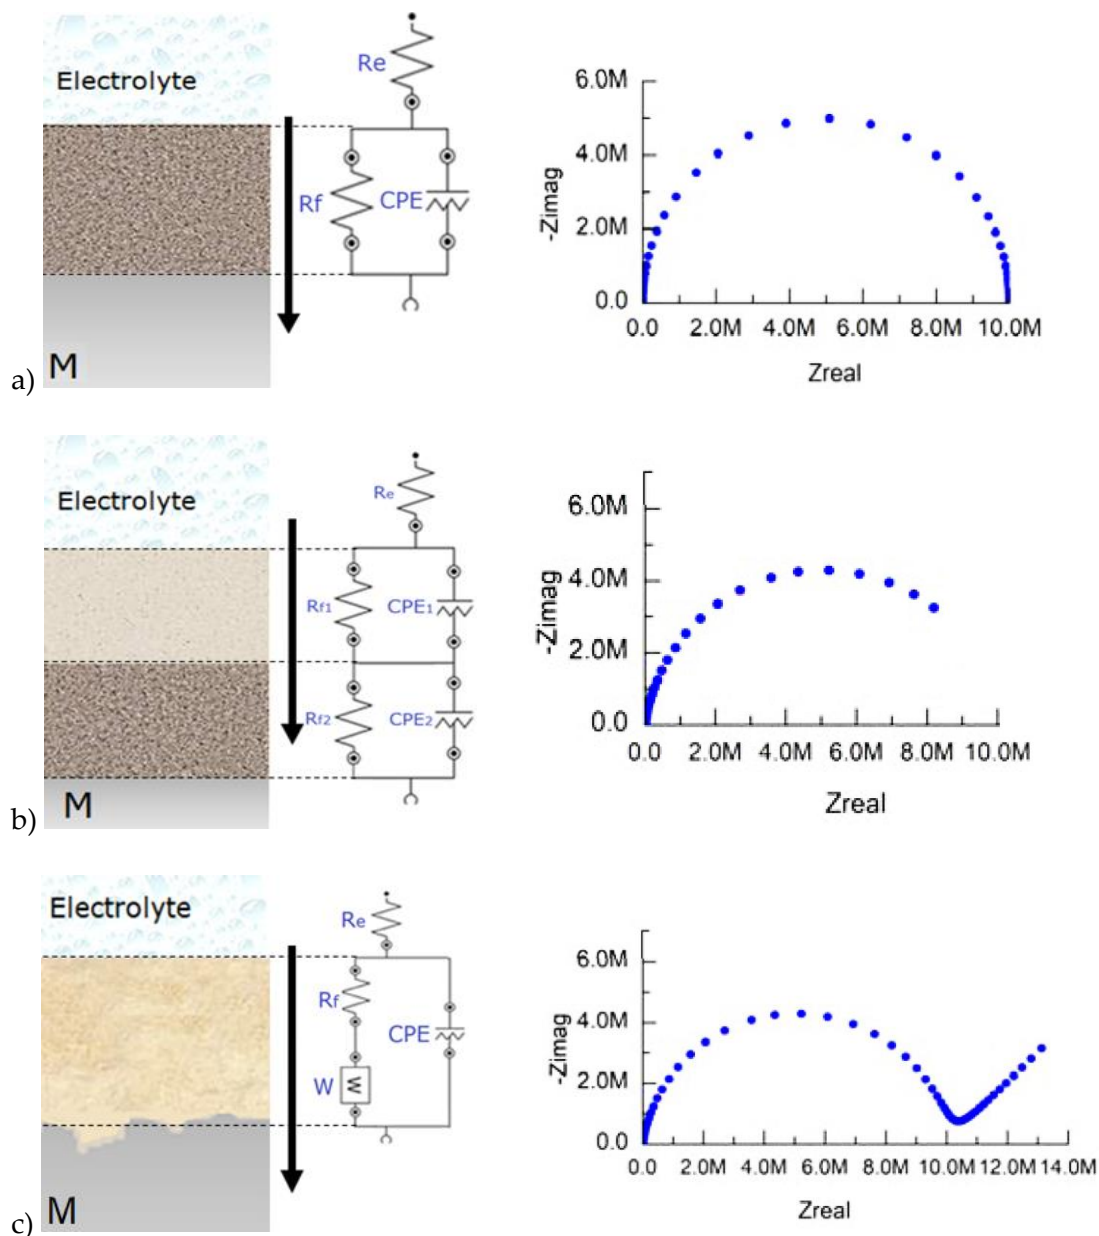 a)
Electrolyte
M
Re
Rf
CPE
-Zimag
6.0M
4.0M
2.0M
0.0
0.0 2.0M 4.0M 6.0M 8.0M 10.0M
Zreal
b)
Electrolyte
M
Re
Rf1
CPE1
Rf2
CPE2
-Zimag
6.0M
4.0M
2.0M
0.0
0.0 2.0M 4.0M 6.0M 8.0M 10.0M
Zreal
c)
Electrolyte
M
Re
Rf
CPE
W
W
-Zimag
6.0M
4.0M
2.0M
0.0
0.0 2.0M 4.0M 6.0M 8.0M 10.0M 12.0M 14.0M
Zreal